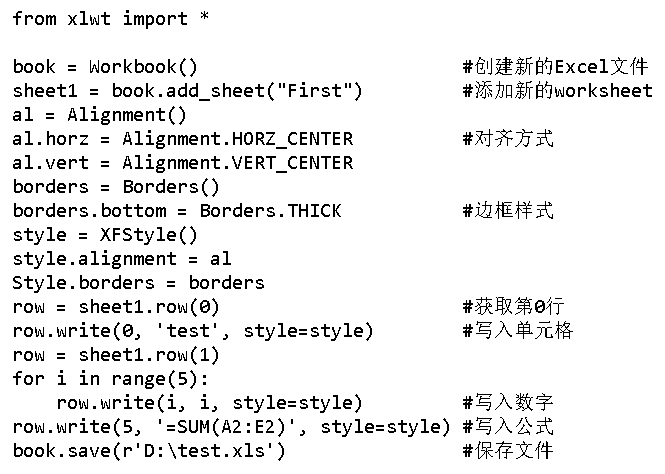 from xlwt import *

book = Workbook()                         #创建新的Excel文件
sheet1 = book.add_sheet("First")          #添加新的worksheet
al = Alignment()
al.horz = Alignment.HORZ_CENTER           #对齐方式
al.vert = Alignment.VERT_CENTER
borders = Borders()
borders.bottom = Borders.THICK            #边框样式
style = XFStyle()
style.alignment = al
Style.borders = borders
row = sheet1.row(0)                       #获取第0行
row.write(0, 'test', style=style)         #写入单元格
row = sheet1.row(1)
for i in range(5):
    row.write(i, i, style=style)          #写入数字
row.write(5, '=SUM(A2:E2)', style=style)  #写入公式
book.save(r'D:\test.xls')                 #保存文件